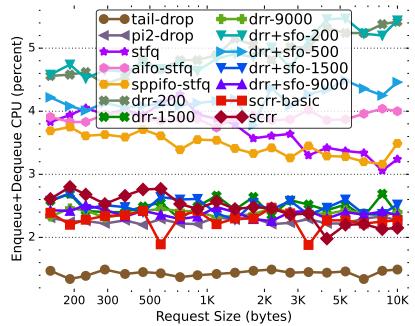 tail-drop
pi2-drop
stfq
aifo-stfq
sppifo-stfq
drr-200
drr-1500
drr-9000
drr+sfo-200
drr+sfo-500
drr+sfo-1500
drr+sfo-9000
scrr-basic
scrr
Enqueue+Dequeue CPU (percent)
5
4
3
2
200 300 500 1K 2K 3K 5K 10K
Request Size (bytes)